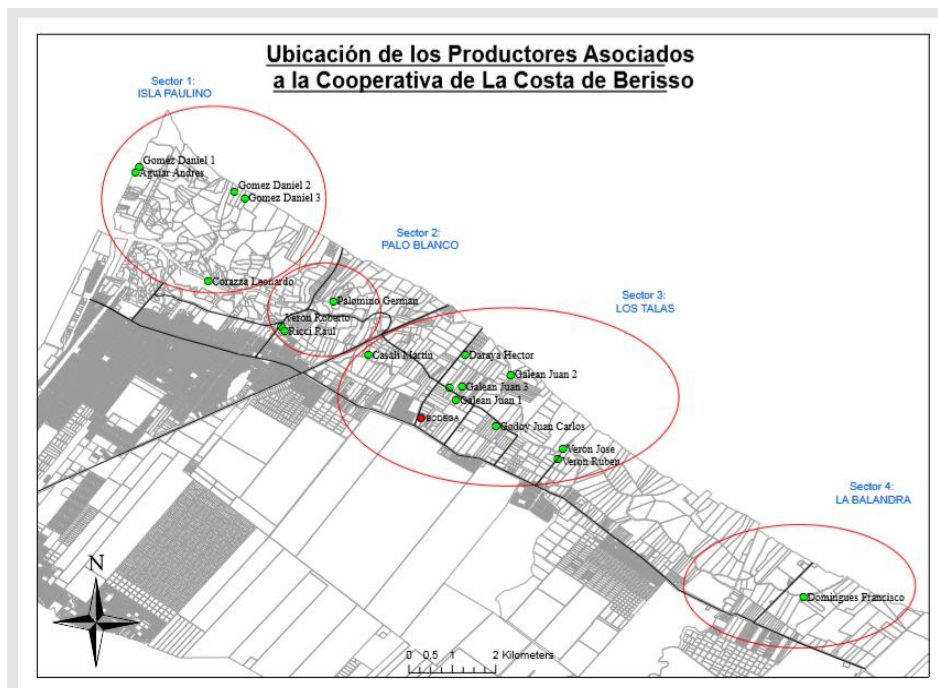 Ubicación de los Productores Asociados
a la Cooperativa de La Costa de Berisso
Sector 1:
ISLA PAULINO
Gomez Daniel 1
Aguiar Andres
Gomez Daniel 2
Gomez Daniel 3
Corazza Leonardo
Sector 2:
PALO BLANCO
Palomino German
Veron Roberto
Ricci Raul
Sector 3:
LOS TALAS
Casali Martin
Daraya Hector
Galean Juan 2
Galean Juan 3
Galean Juan 1
BODEGA
Godoy Juan Carlos
Veron Jose
Veron Ruben
Sector 4:
LA BALANDRA
Domingues Francisco
N
0 0,5 1 2 Kilometers